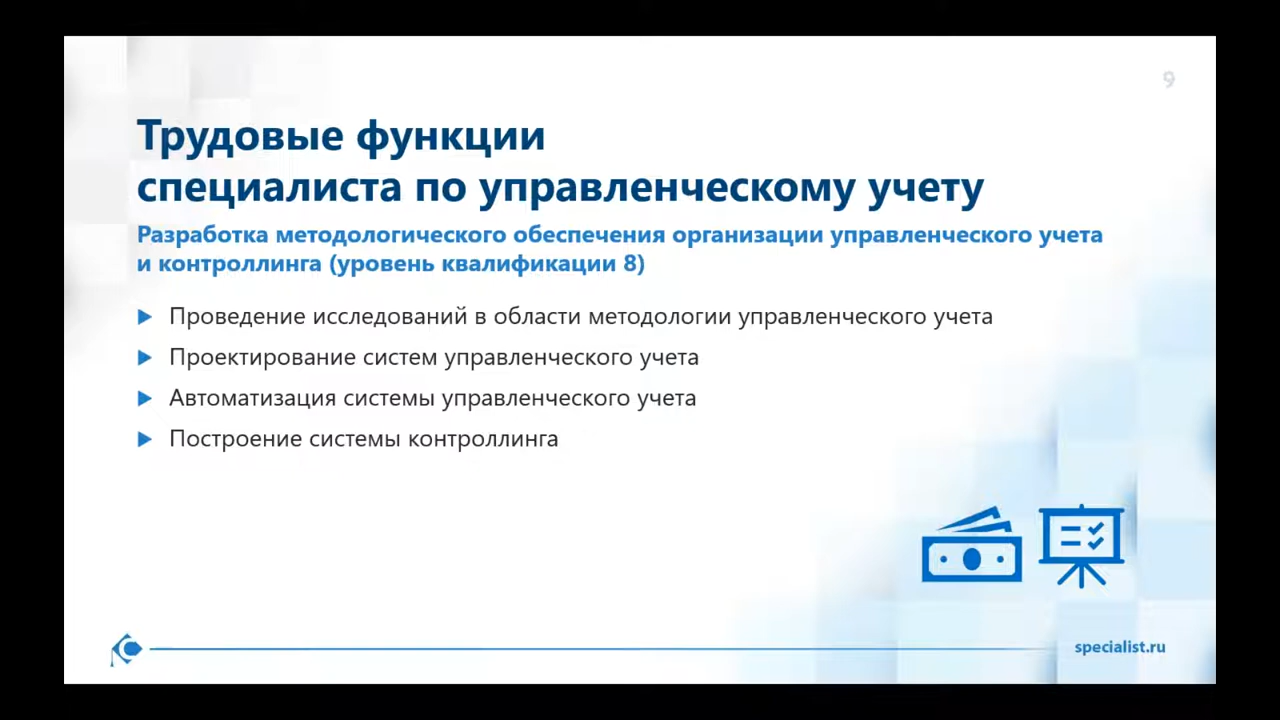 9
Трудовые функции
специалиста по управленческому учету
Разработка методологического обеспечения организации управленческого учета
и контроллинга (уровень квалификации 8)
Проведение исследований в области методологии управленческого учета
Проектирование систем управленческого учета
Автоматизация системы управленческого учета
Построение системы контроллинга
specialist.ru